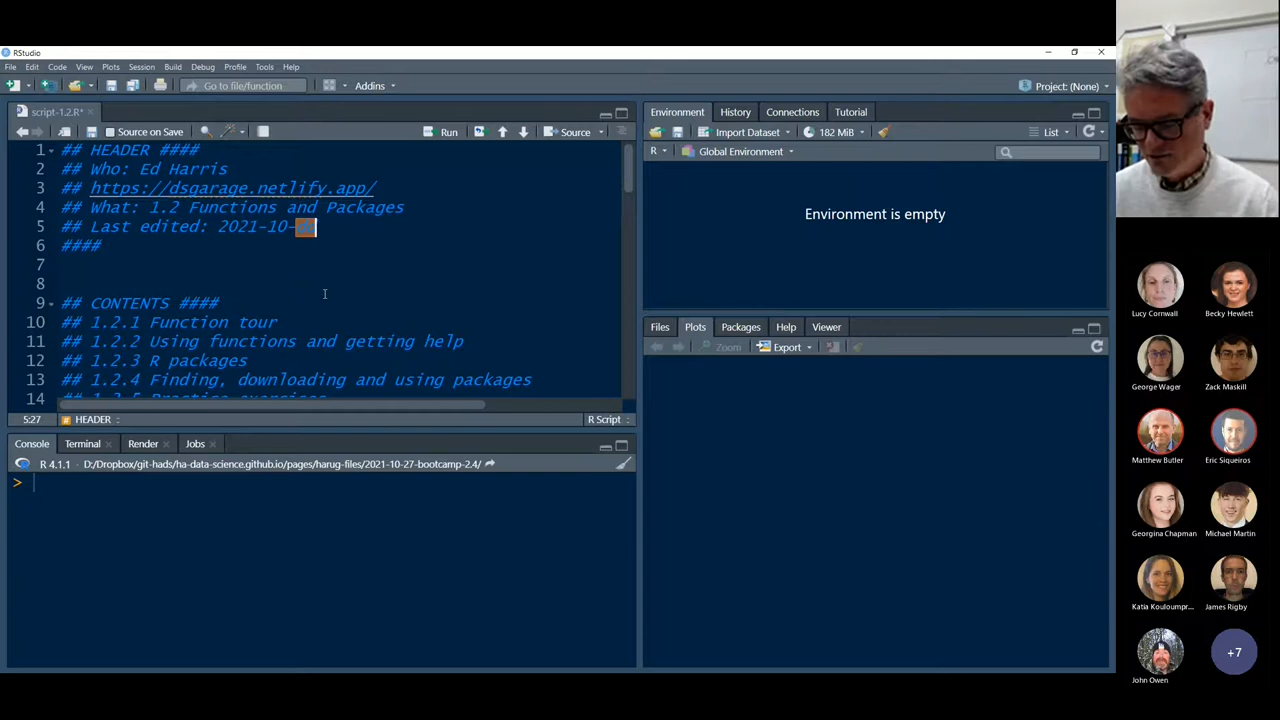 RStudio
File Edit Code View Plots Session Build Debug Profile Tools Help
Go to file/function Addins Project: (None)
script-1.2.R*
Source on Save Run Source
1 ## HEADER ####
2 ## Who: Ed Harris
3 ## https://dsgarage.netlify.app/
4 ## What: 1.2 Functions and Packages
5 ## Last edited: 2021-10-
6 ####
7
8
9 ## CONTENTS ####
10 ## 1.2.1 Function tour
11 ## 1.2.2 Using functions and getting help
12 ## 1.2.3 R packages
13 ## 1.2.4 Finding, downloading and using packages
14 ## 1.2.5 Practice exercises
5:27 HEADER R Script
Console Terminal Render Jobs
R 4.1.1 D:/Dropbox/git-hads/ha-data-science.github.io/pages/harug-files/2021-10-27-bootcamp-2.4/
>
Environment History Connections Tutorial
Import Dataset 182 MiB List
R Global Environment
Environment is empty
Files Plots Packages Help Viewer
Zoom Export
Lucy Cornwall Becky Hewlett
George Wager Zack Maskill
Matthew Butler Eric Siqueiros
Georgina Chapman Michael Martin
Katia Kouloumpr... James Rigby
John Owen +7